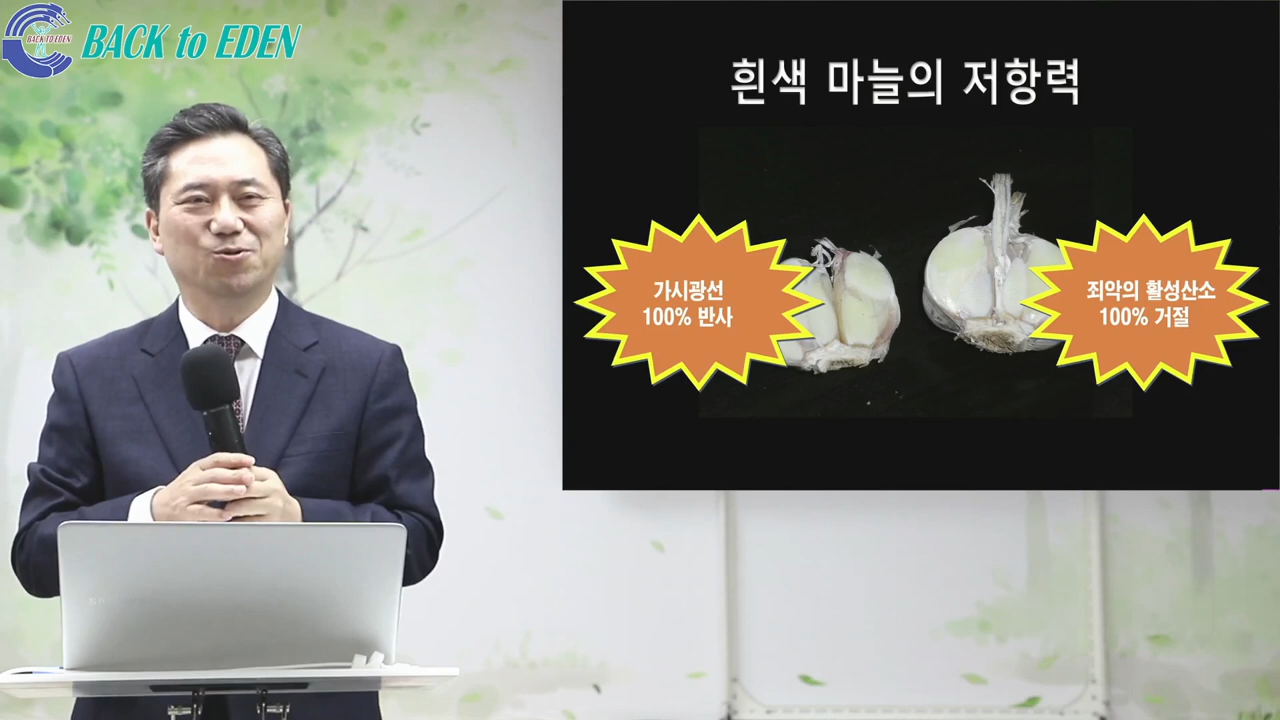 BACK TO EDEN
BACK to EDEN
흰색 마늘의 저항력
가시광선
100% 반사
죄악의 활성산소
100% 거절